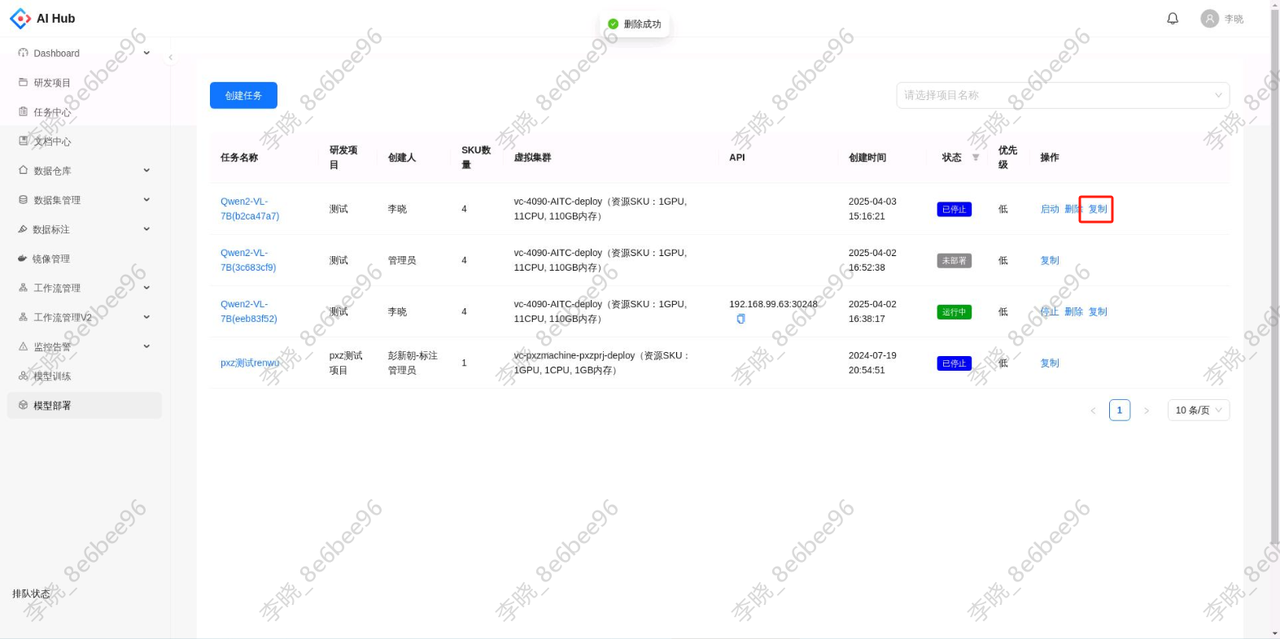 AI Hub
删除成功
李晓
Dashboard
研发项目
任务中心
文档中心
数据仓库
数据集管理
数据标注
镜像管理
工作流管理
工作流管理V2
监控告警
模型训练
模型部署
排队状态
创建任务
请选择项目名称
任务名称 研发项目 创建人 SKU数量 虚拟集群 API 创建时间 状态 优先级 操作
Qwen2-VL-7B(b2ca47a7) 测试 李晓 4 vc-4090-AITC-deploy（资源SKU：1GPU, 11CPU, 110GB内存） 2025-04-03 15:16:21 已停止 低 启动 删除 复制
Qwen2-VL-7B(3c683cf9) 测试 管理员 4 vc-4090-AITC-deploy（资源SKU：1GPU, 11CPU, 110GB内存） 2025-04-02 16:52:38 未部署 低 复制
Qwen2-VL-7B(eeb83f52) 测试 李晓 4 vc-4090-AITC-deploy（资源SKU：1GPU, 11CPU, 110GB内存） 192.168.99.63:30248 2025-04-02 16:38:17 运行中 低 停止 删除 复制
pxz测试renwu pxz测试项目 彭新朝-标注管理员 1 vc-pxzmachine-pxzprj-deploy（资源SKU：1GPU, 1CPU, 1GB内存） 2024-07-19 20:54:51 已停止 低 复制
1
10 条/页
李晓_8e6bee96